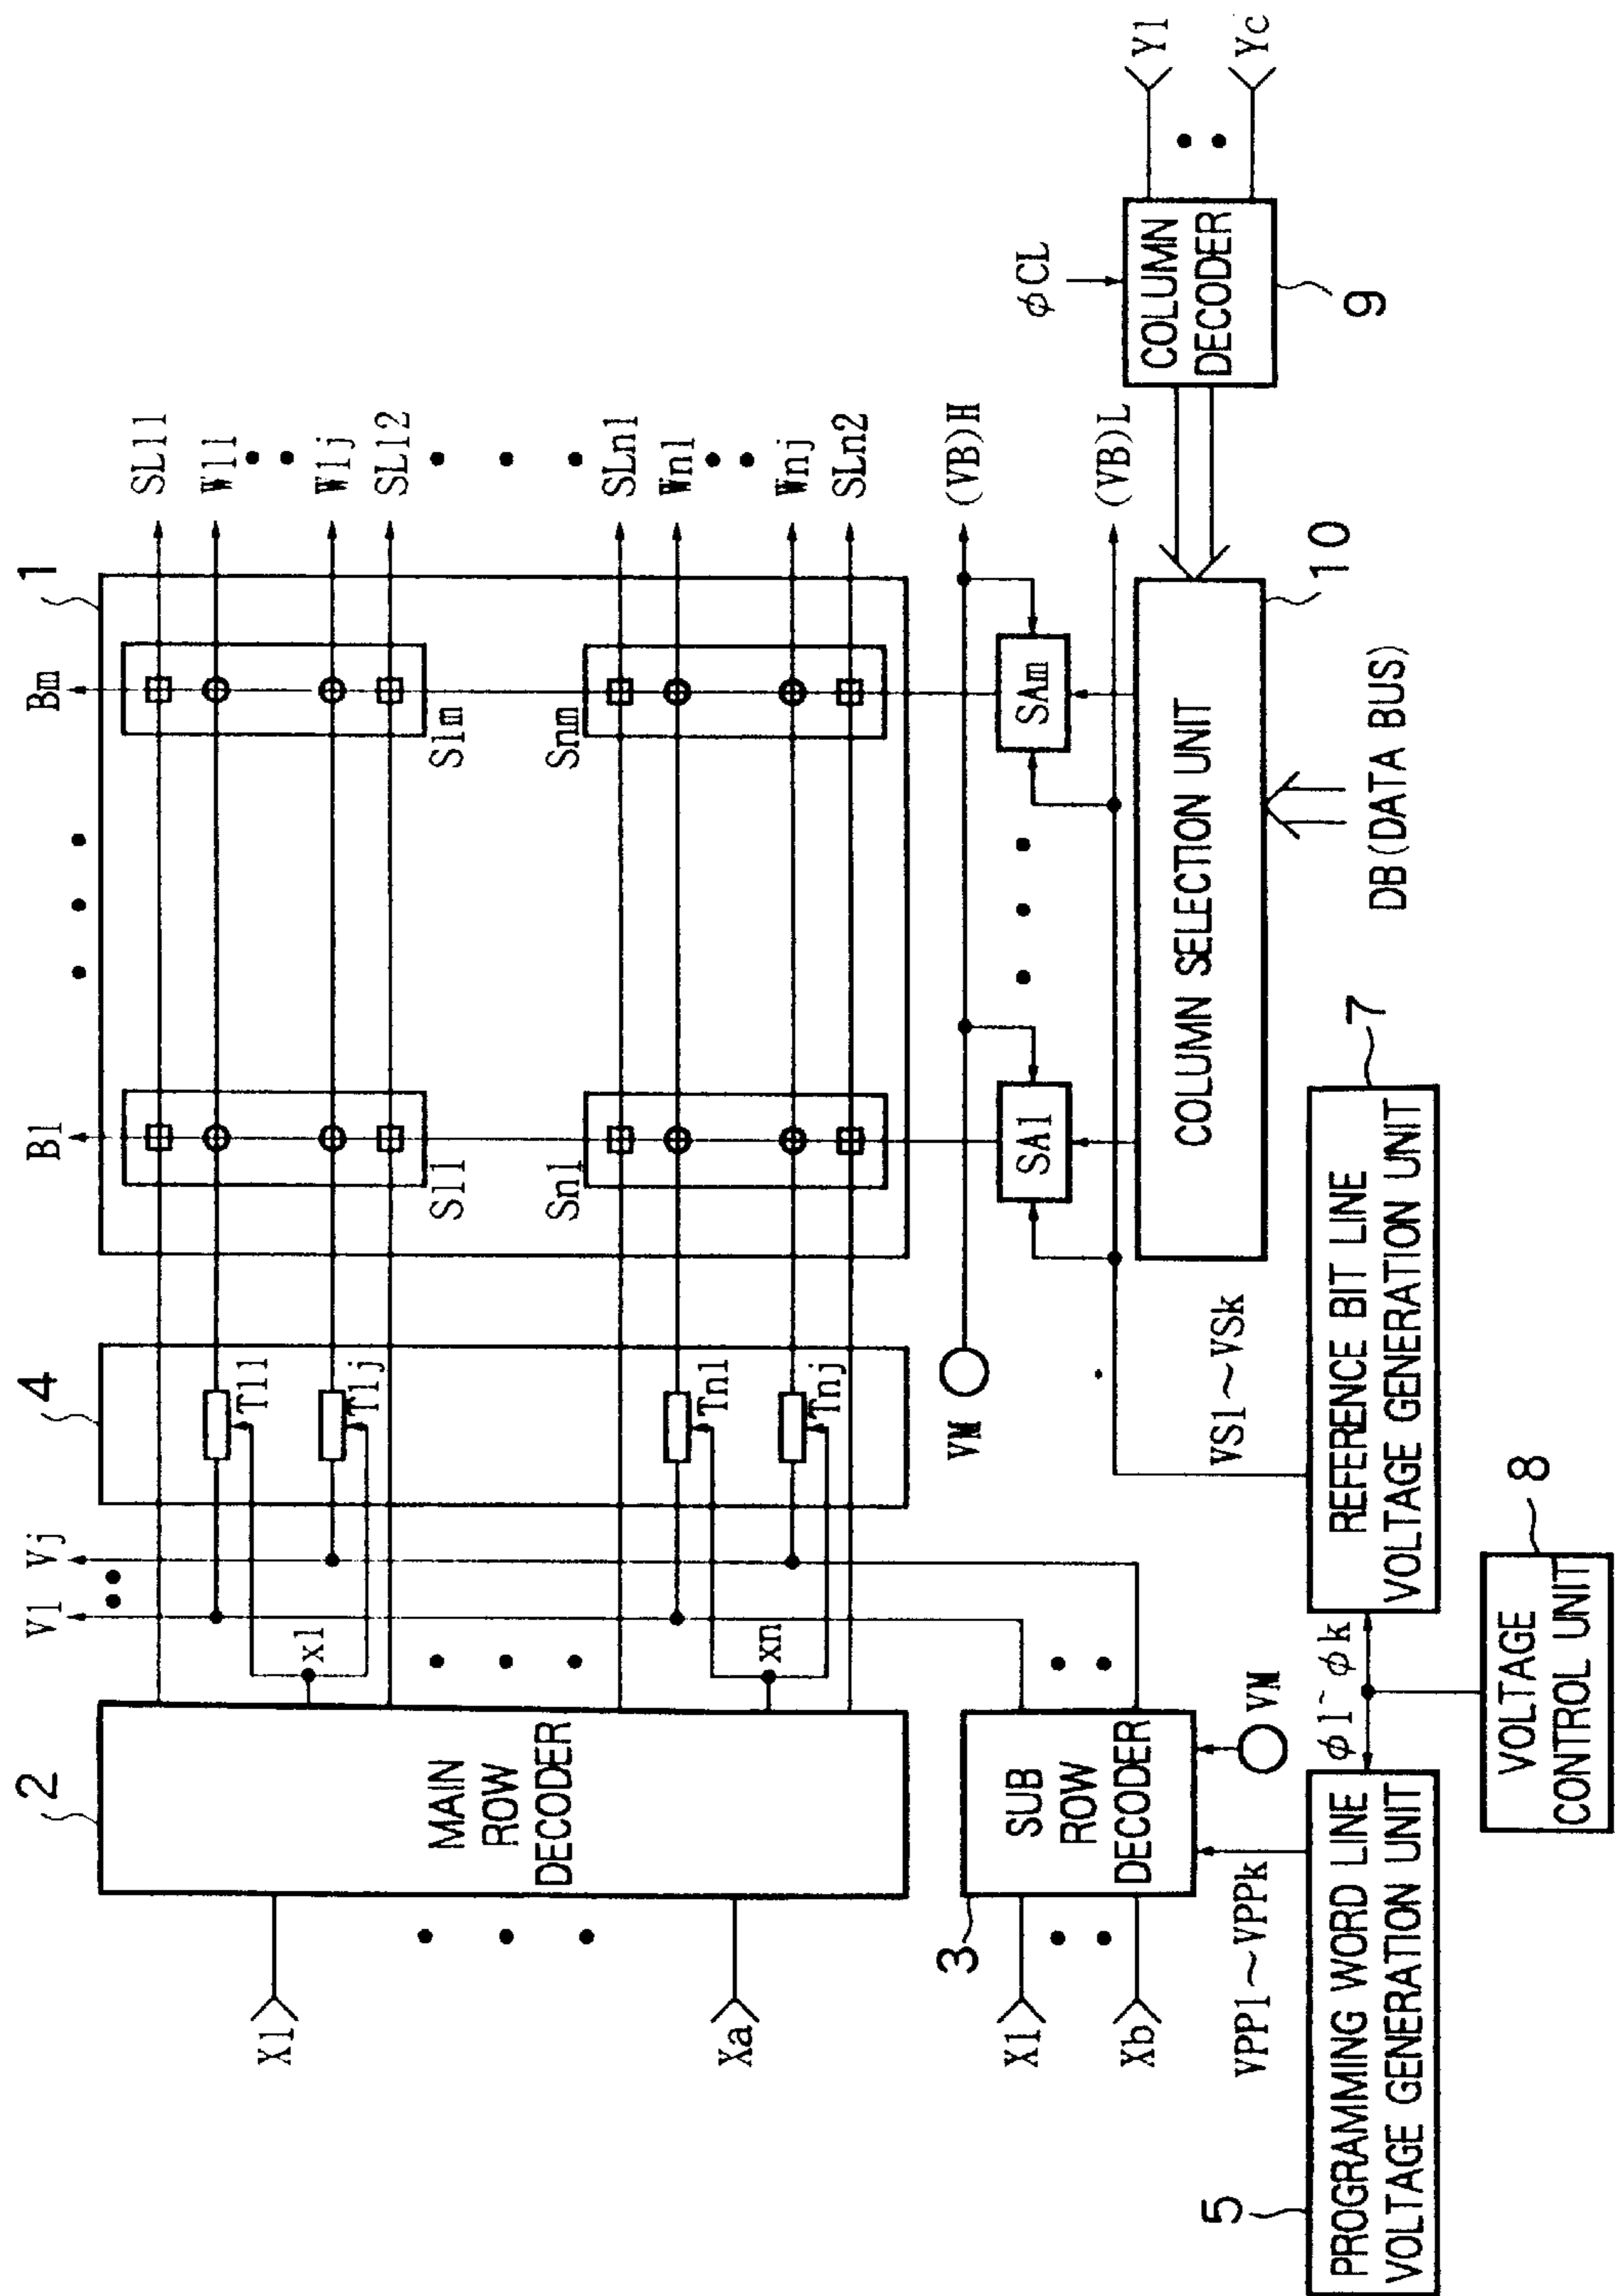 1
2
4
V1
Vj
B1
Bm
SL11
W11
W1j
SL12
SLn1
Wn1
Wnj
SLn2
T11
T1j
Tn1
Tnj
x1
xn
S11
S1m
Sn1
Snm
X1
Xa
MAIN
ROW
DECODER
3
X1
Xb
SUB
ROW
DECODER
VM
VM
(VB)H
(VB)L
SA1
SAm
φCL
COLUMN
DECODER
9
Y1
Yc
COLUMN SELECTION UNIT
10
DB(DATA BUS)
VPP1~VPPk
VS1~VSk
φ1~φk
5
PROGRAMMING WORD LINE
VOLTAGE GENERATION UNIT
7
REFERENCE BIT LINE
VOLTAGE GENERATION UNIT
8
VOLTAGE
CONTROL UNIT